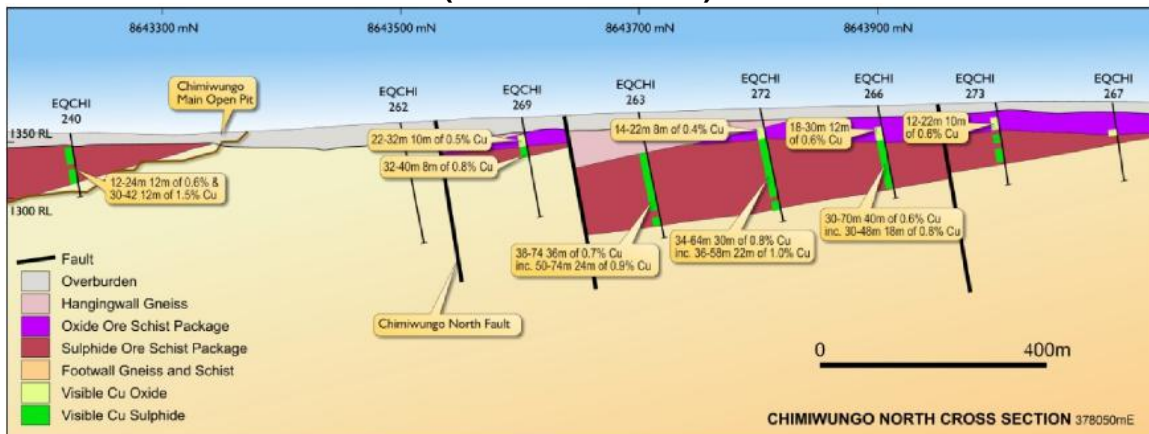 8643300 mN
8643500 mN
8643700 mN
8643900 mN
EQCHI
240
Chimiwungo
Main Open Pit
EQCHI
262
EQCHI
269
EQCHI
263
EQCHI
272
EQCHI
266
EQCHI
273
EQCHI
267
1350 RL
1300 RL
22-32m 10m of 0.5% Cu
14-22m 8m of 0.4% Cu
18-30m 12m
of 0.6% Cu
12-22m 10m
of 0.6% Cu
32-40m 8m of 0.8% Cu
12-24m 12m of 0.6% &
30-42 12m of 1.5% Cu
38-74 36m of 0.7% Cu
inc. 50-74m 24m of 0.9% Cu
34-64m 30m of 0.8% Cu
inc. 36-58m 22m of 1.0% Cu
30-70m 40m of 0.6% Cu
inc. 30-48m 18m of 0.8% Cu
Chimiwungo North Fault
Fault
Overburden
Hangingwall Gneiss
Oxide Ore Schist Package
Sulphide Ore Schist Package
Footwall Gneiss and Schist
Visible Cu Oxide
Visible Cu Sulphide
0 400m
CHIMIWUNGO NORTH CROSS SECTION 378050mE